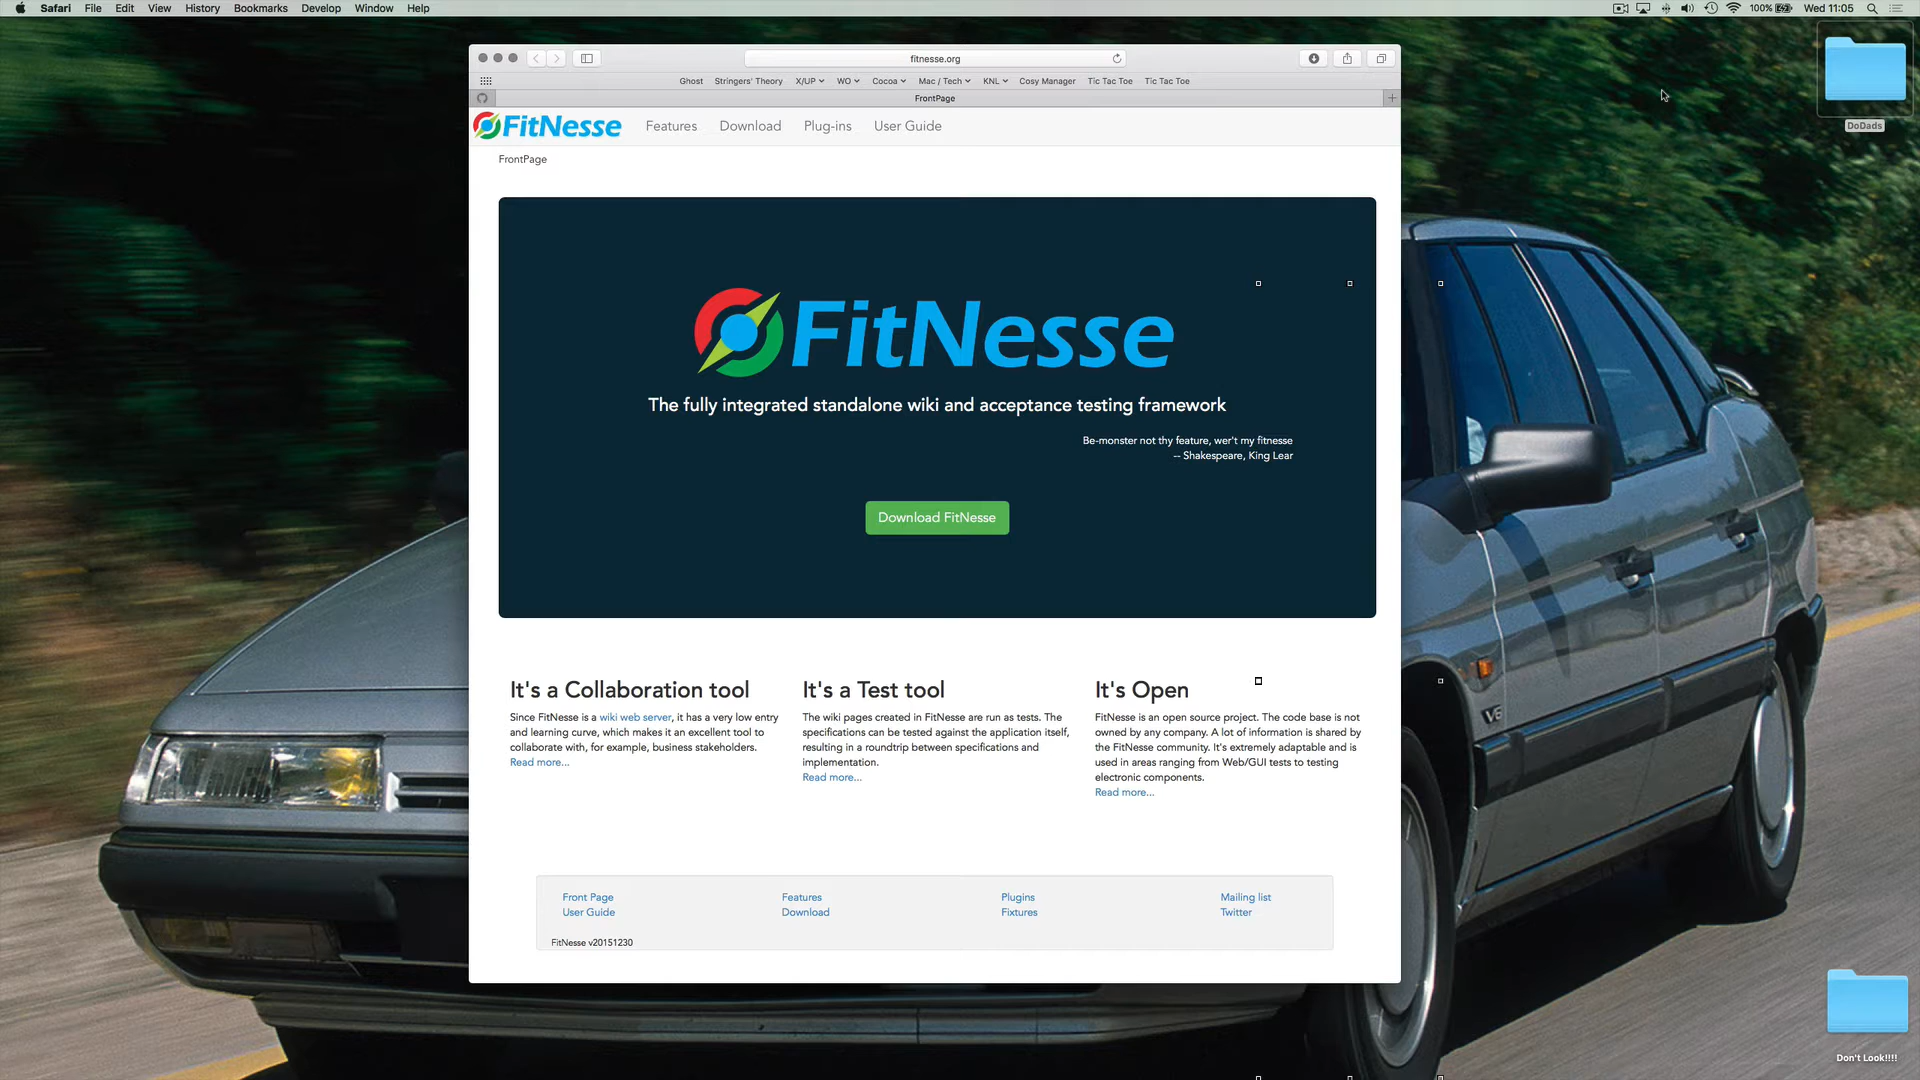 Safari File Edit View History Bookmarks Develop Window Help 100% Wed 11:05
DoDads
fitnesse.org
Ghost Stringers' Theory X/UP WO Cocoa Mac / Tech KNL Cosy Manager Tic Tac Toe Tic Tac Toe
FrontPage
FitNesse Features Download Plug-ins User Guide
FrontPage
FitNesse
The fully integrated standalone wiki and acceptance testing framework
Be-monster not thy feature, wer't my fitnesse
-- Shakespeare, King Lear
Download FitNesse
It's a Collaboration tool
Since FitNesse is a wiki web server, it has a very low entry
and learning curve, which makes it an excellent tool to
collaborate with, for example, business stakeholders.
Read more...
It's a Test tool
The wiki pages created in FitNesse are run as tests. The
specifications can be tested against the application itself,
resulting in a roundtrip between specifications and
implementation.
Read more...
It's Open
FitNesse is an open source project. The code base is not
owned by any company. A lot of information is shared by
the FitNesse community. It's extremely adaptable and is
used in areas ranging from Web/GUI tests to testing
electronic components.
Read more...
V6
Front Page Features Plugins Mailing list
User Guide Download Fixtures Twitter
FitNesse v20151230
Don't Look!!!!